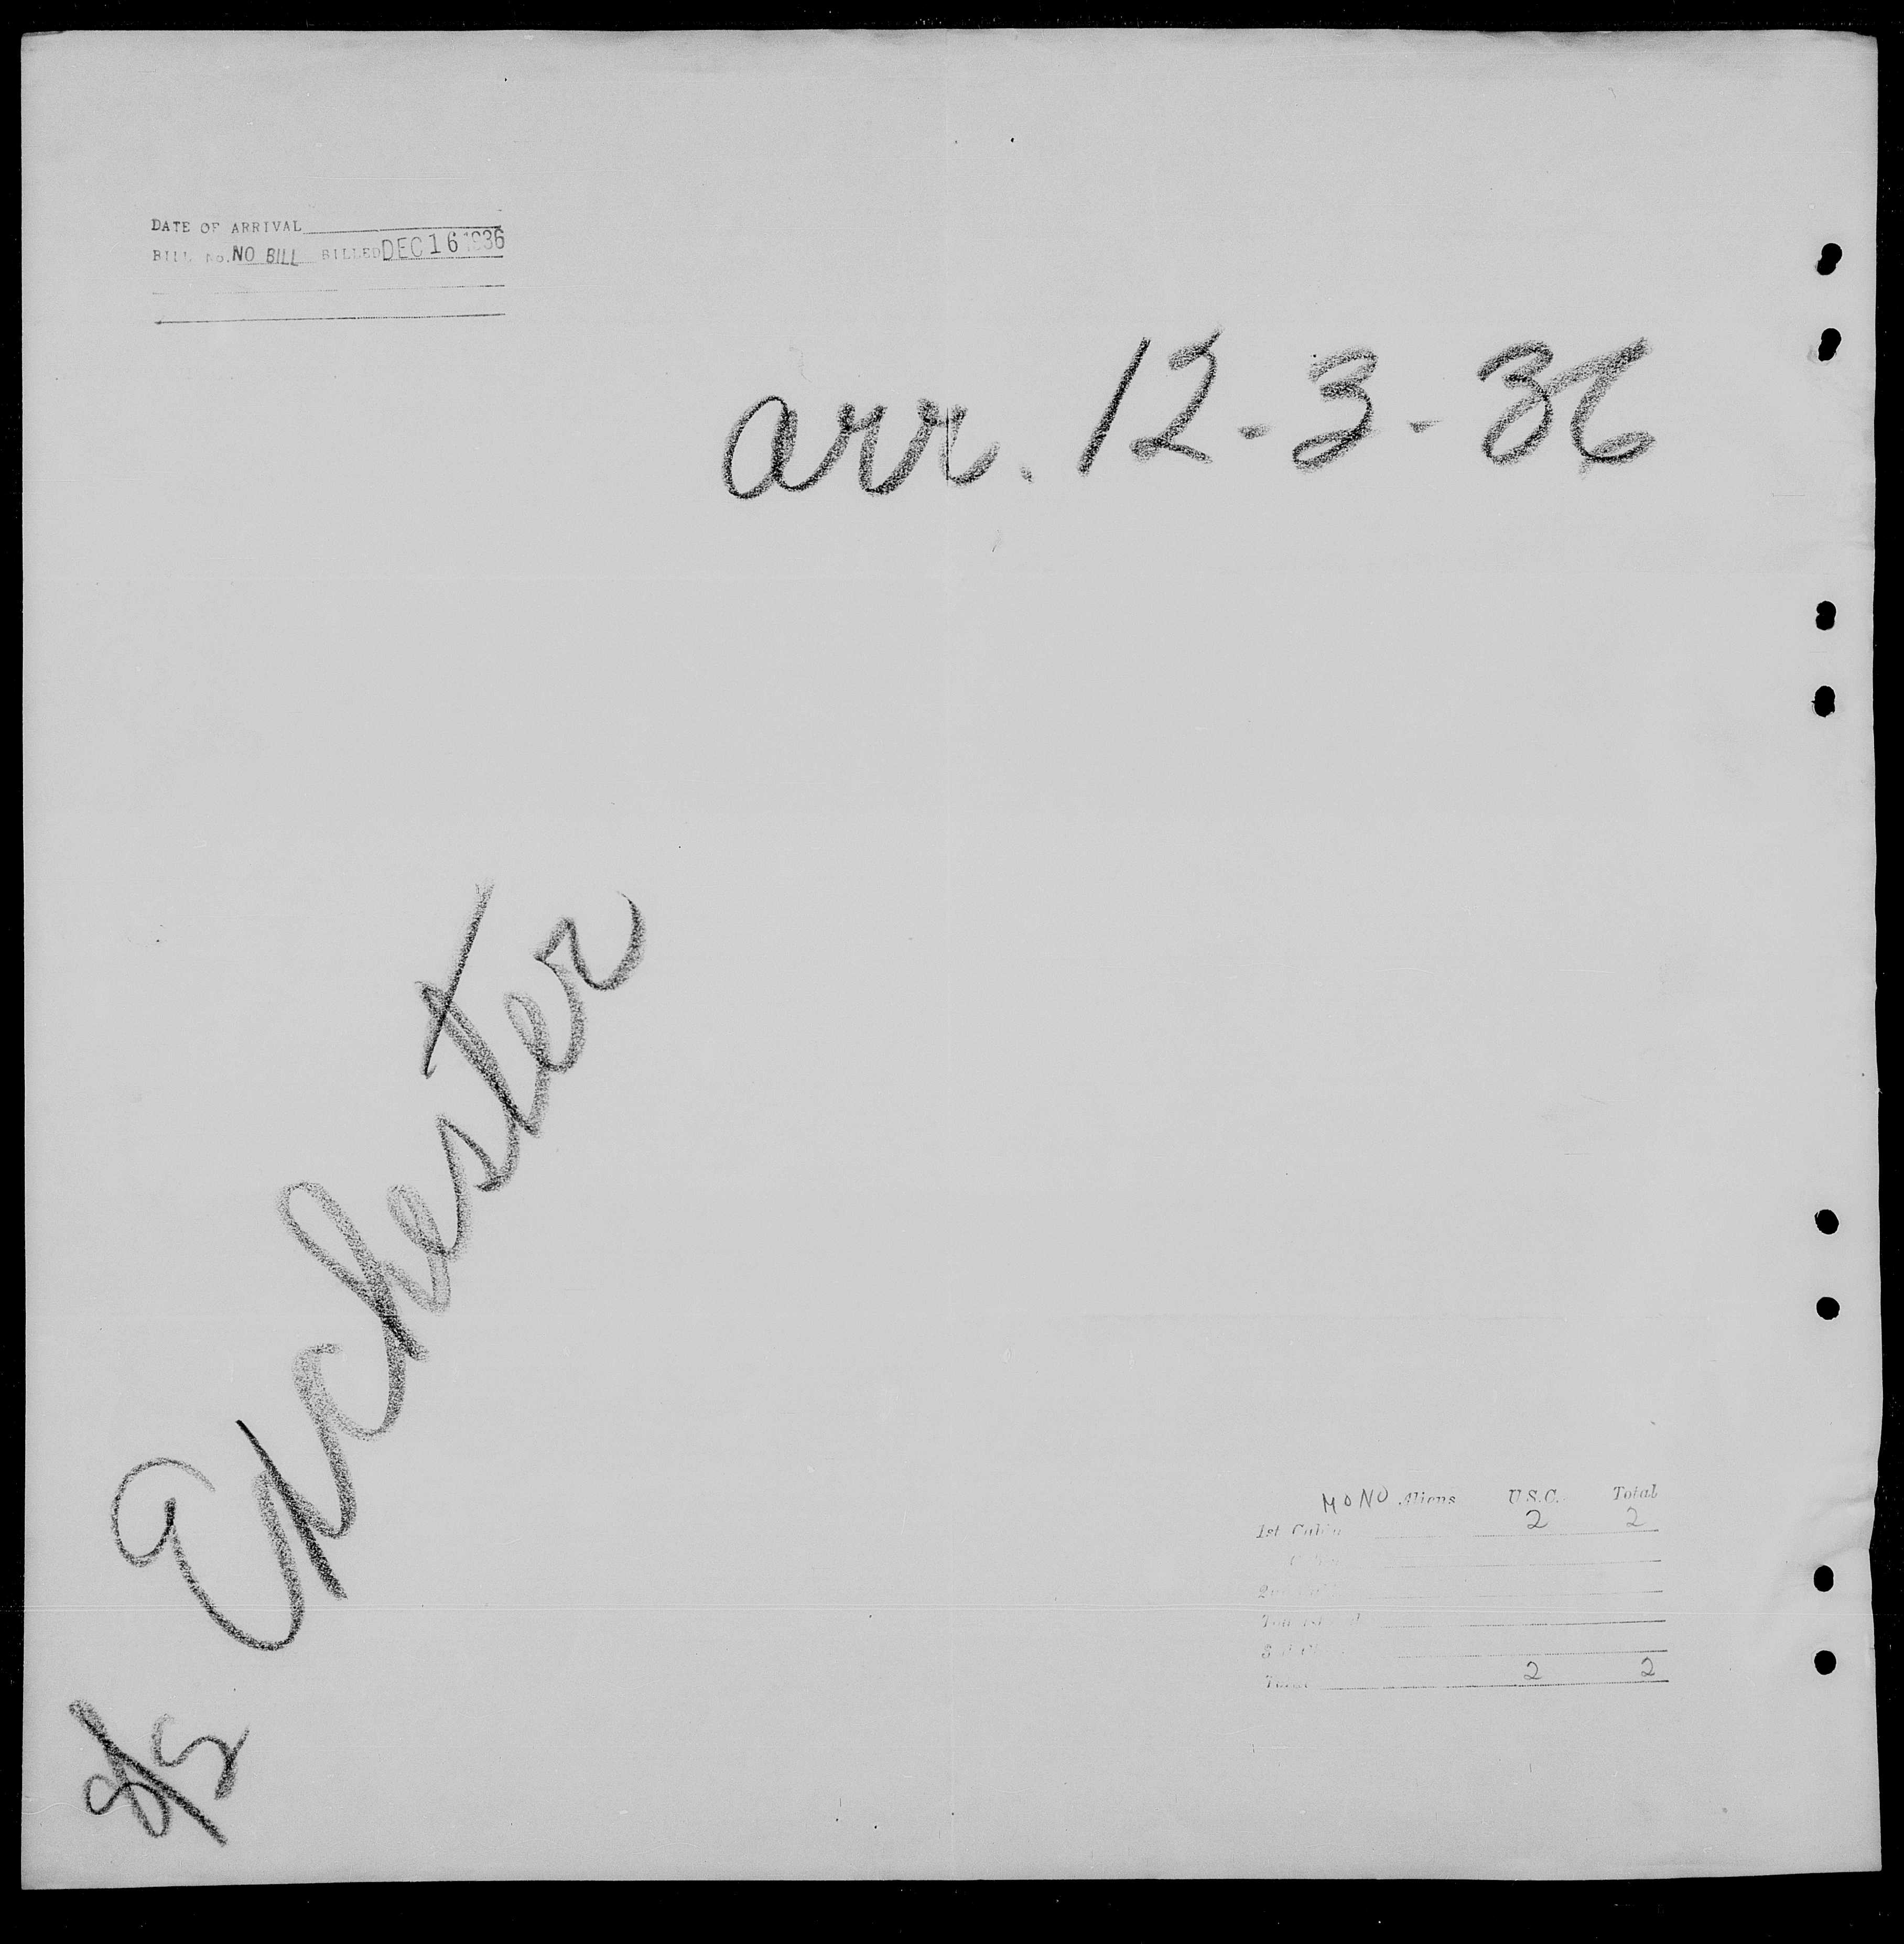 DATE OF ARRIVAL
BILL No. NO BILL BILLED DEC 16 1936
arr. 12-3-36
S/S Exchester
MONO Aliens U.S.C. Total
1st Cabin 2 2
Total 2 2